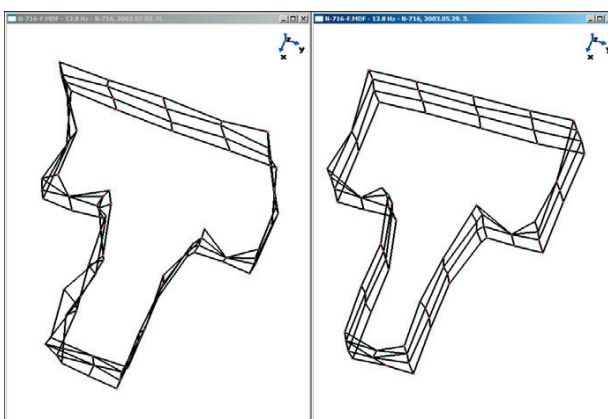 N-716-F.MDF - 12.8 Hz - N-716, 2003.07.03. M.
N-716-F.MDF - 12.8 Hz - N-716, 2003.05.29. 3.
z
y
x
z
y
x